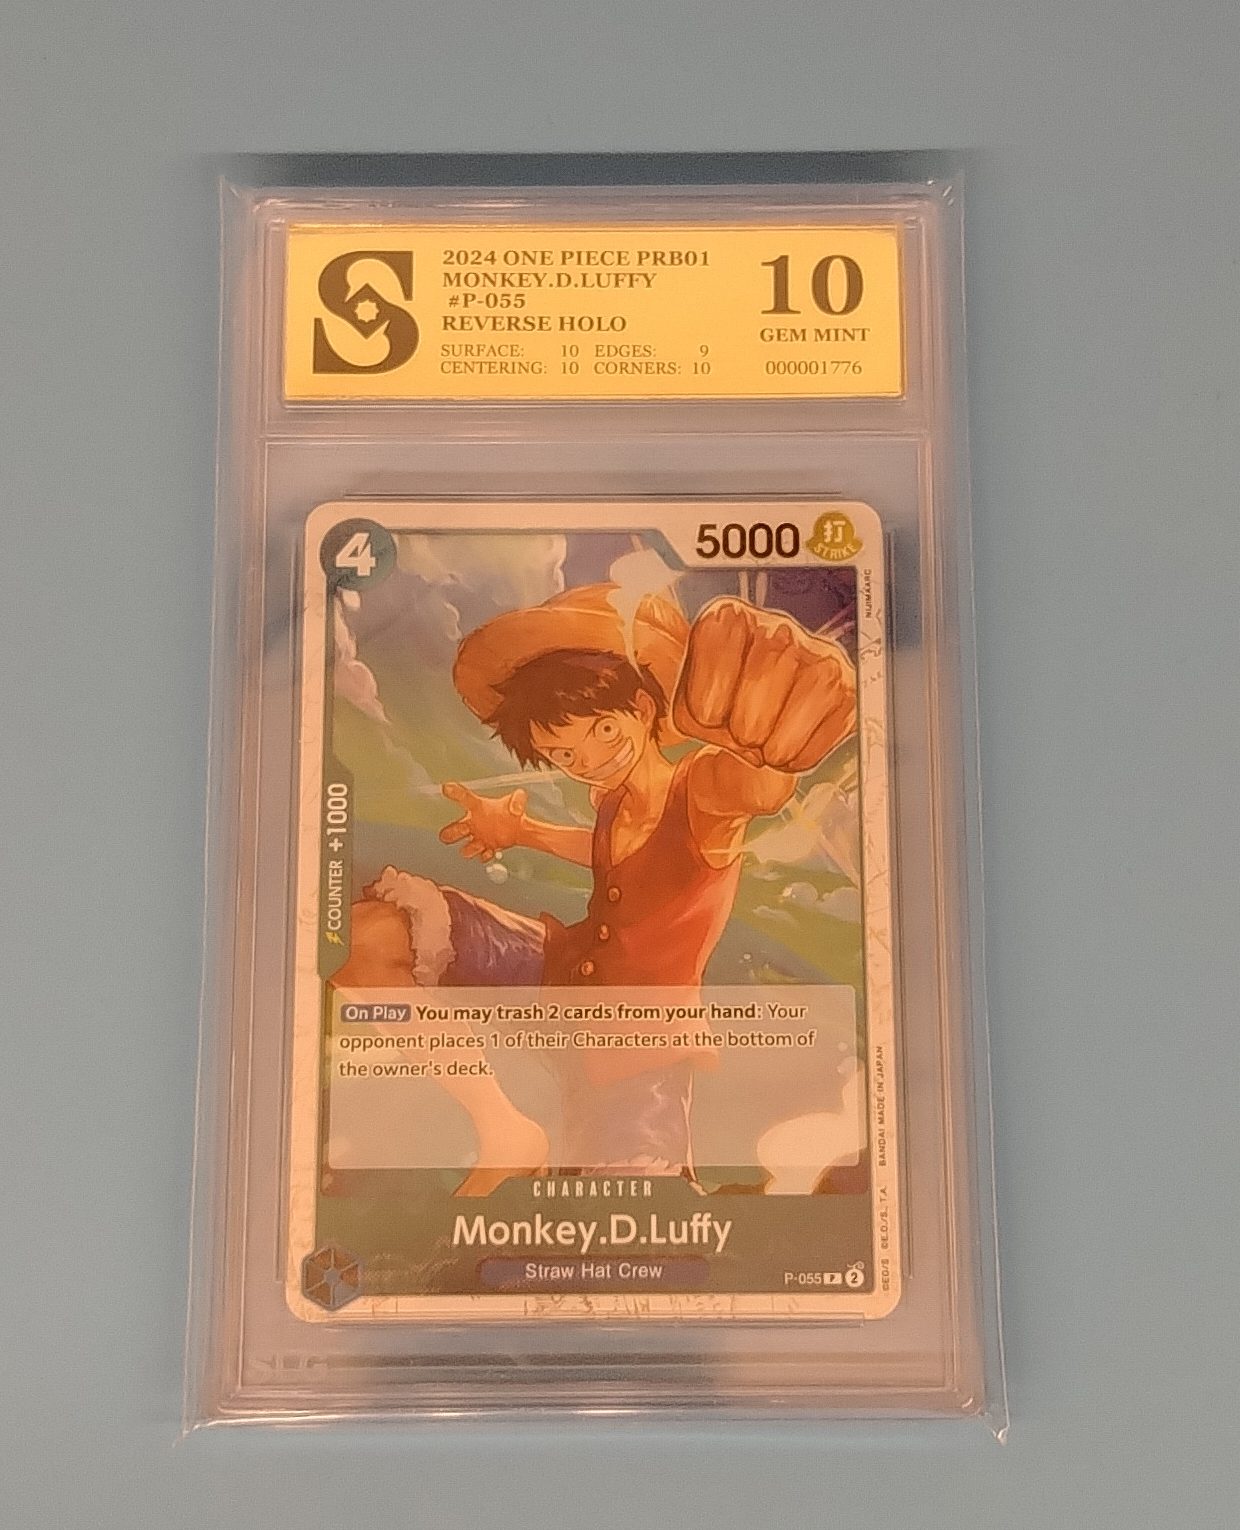 S
2024 ONE PIECE PRB01
MONKEY.D.LUFFY
#P-055
REVERSE HOLO
SURFACE: 10 EDGES: 9
CENTERING: 10 CORNERS: 10
10
GEM MINT
000001776
4
5000
打
STRIKE
NIJIMAARC
COUNTER +1000
On Play You may trash 2 cards from your hand: Your
opponent places 1 of their Characters at the bottom of
the owner's deck.
CHARACTER
Monkey.D.Luffy
Straw Hat Crew
P-055 P 2
©EO/S ©E.O./S., T.A. BANDAI MADE IN JAPAN